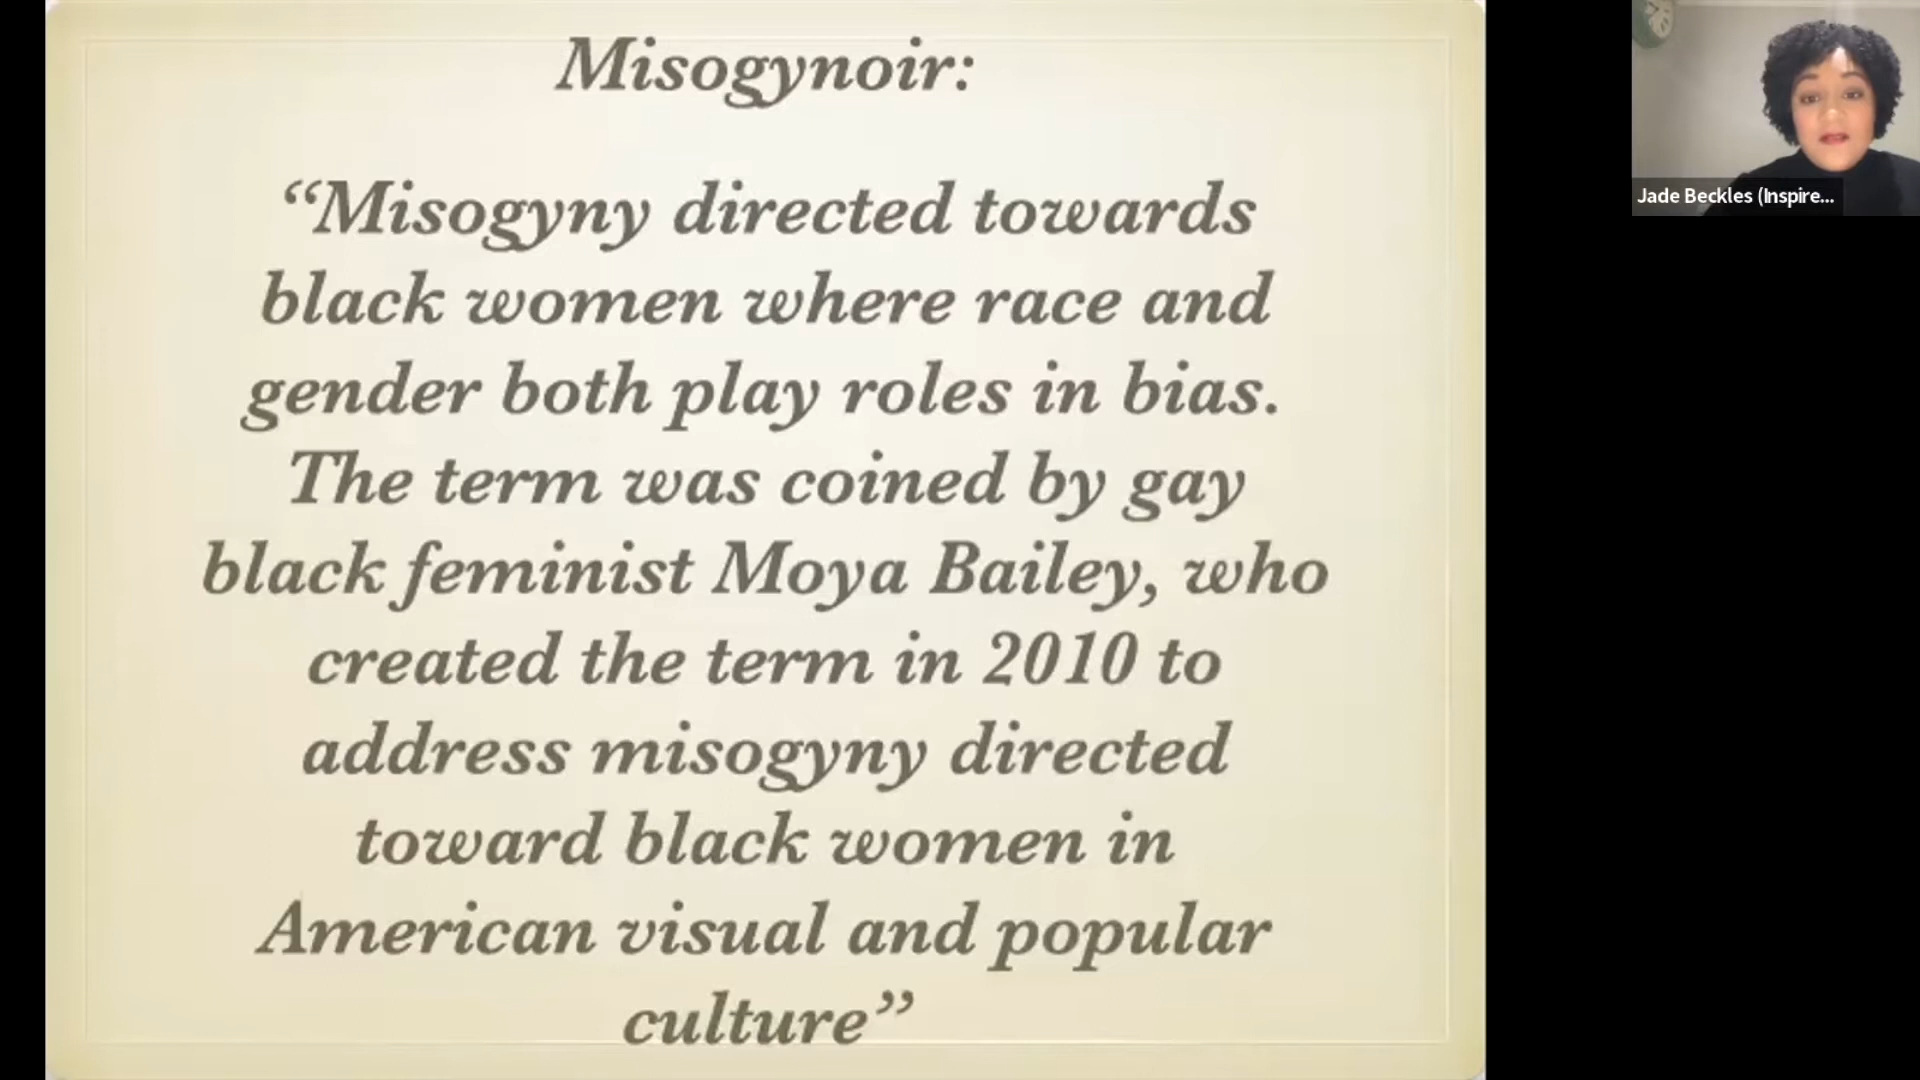 Misogynoir:
“Misogyny directed towards
black women where race and
gender both play roles in bias.
The term was coined by gay
black feminist Moya Bailey, who
created the term in 2010 to
address misogyny directed
toward black women in
American visual and popular
culture”
Jade Beckles (Inspire...